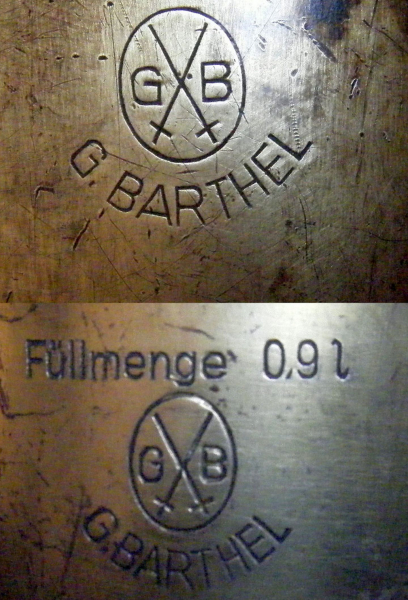 G B
G. BARTHEL
Füllmenge 0,9 l
G B
G.BARTHEL